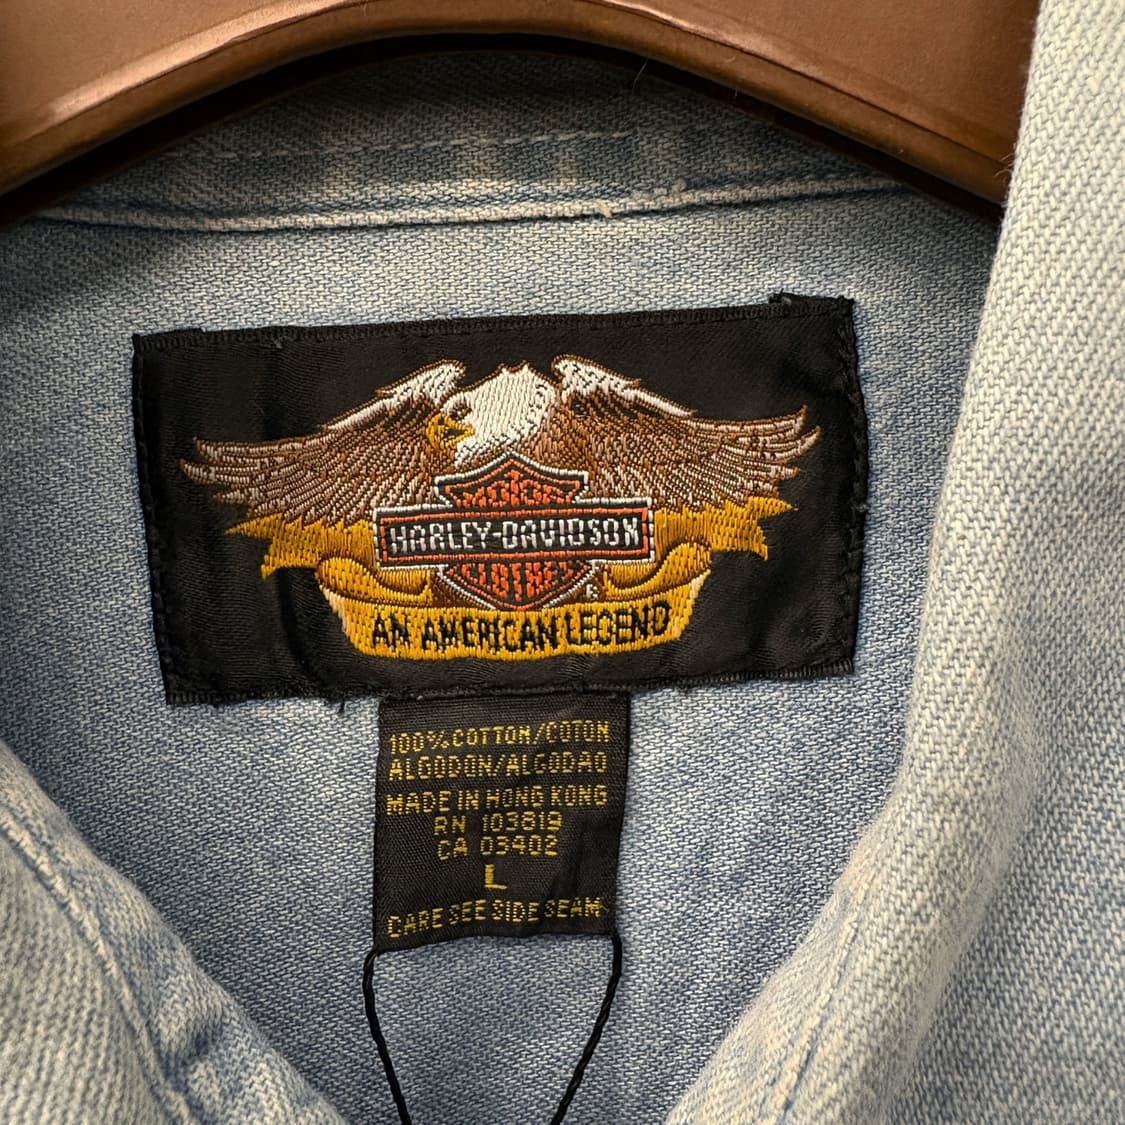 MOTOR
HARLEY-DAVIDSON
CYCLES
®
AN AMERICAN LEGEND
100% COTTON/COTON
ALGODON/ALGODAO
MADE IN HONG KONG
RN 103819
CA 03402
L
CARE SEE SIDE SEAM